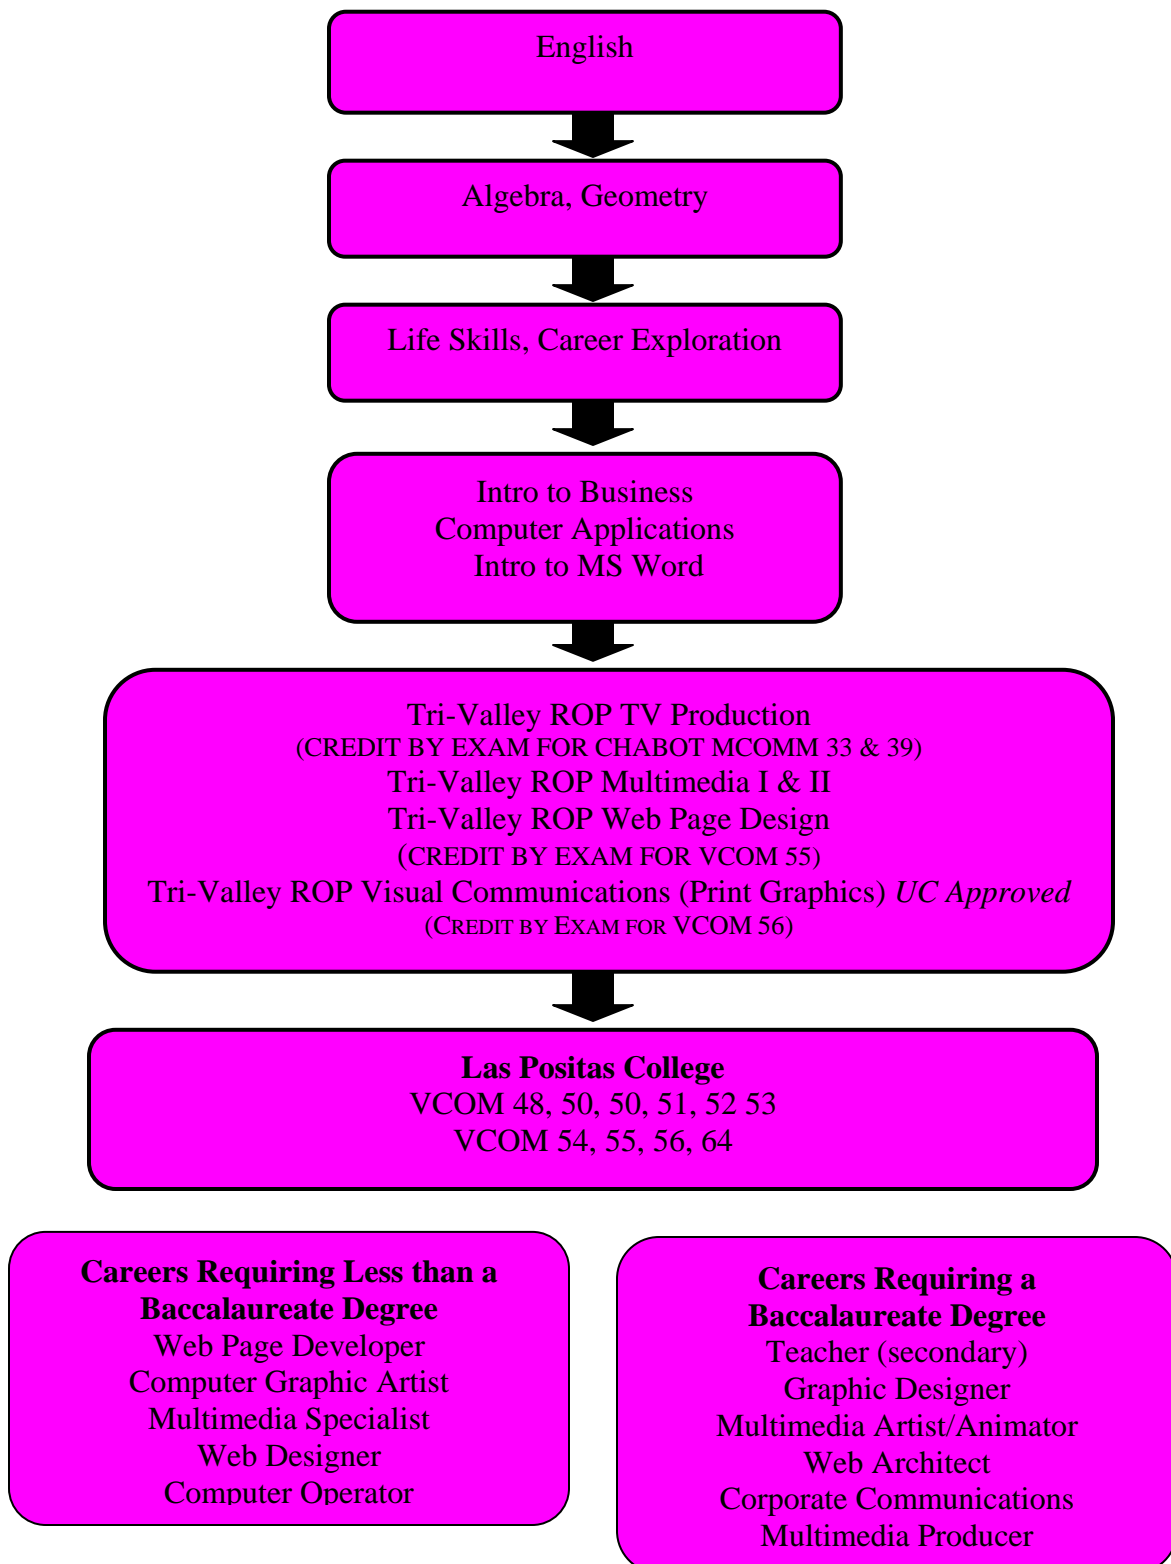 English
Algebra, Geometry
Life Skills, Career Exploration
Intro to Business
Computer Applications
Intro to MS Word
Tri-Valley ROP TV Production
(CREDIT BY EXAM FOR CHABOT MCOMM 33 & 39)
Tri-Valley ROP Multimedia I & II
Tri-Valley ROP Web Page Design
(CREDIT BY EXAM FOR VCOM 55)
Tri-Valley ROP Visual Communications (Print Graphics) UC Approved
(CREDIT BY EXAM FOR VCOM 56)
Las Positas College
VCOM 48, 50, 50, 51, 52 53
VCOM 54, 55, 56, 64
Careers Requiring Less than a
Baccalaureate Degree
Web Page Developer
Computer Graphic Artist
Multimedia Specialist
Web Designer
Computer Operator
Careers Requiring a
Baccalaureate Degree
Teacher (secondary)
Graphic Designer
Multimedia Artist/Animator
Web Architect
Corporate Communications
Multimedia Producer